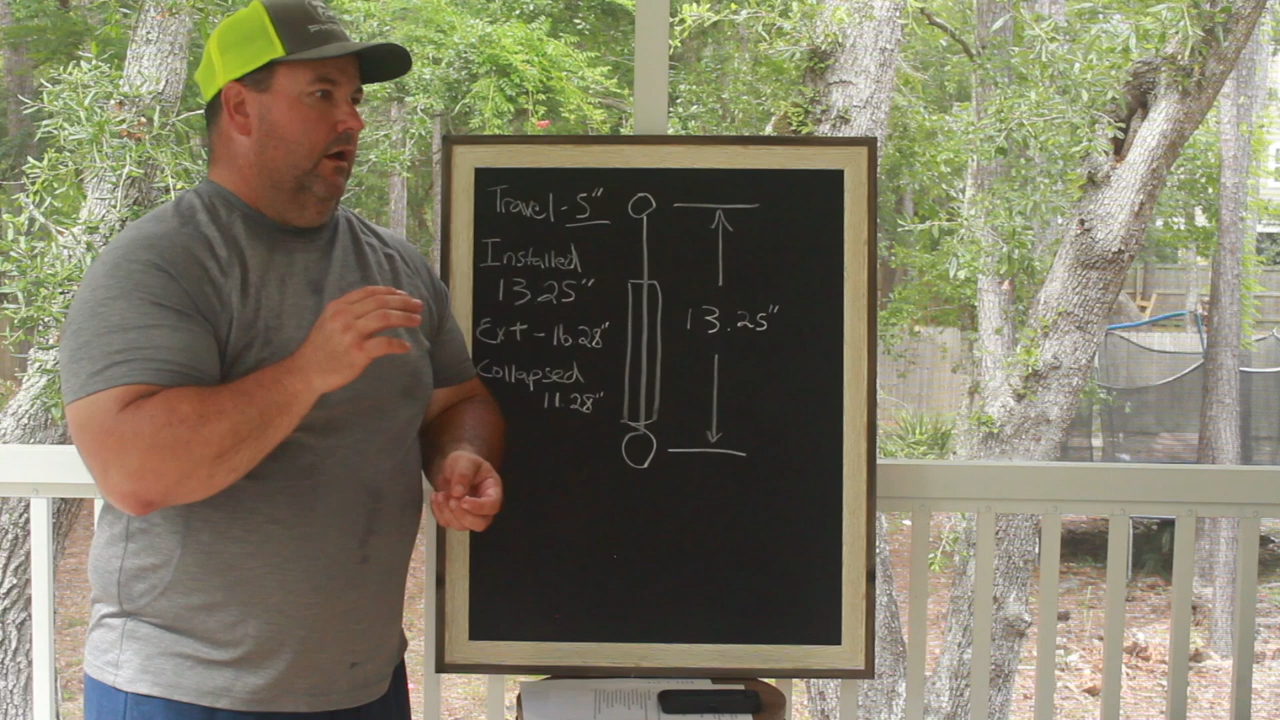 Travel - 5"
Installed
13.25"
Ext - 16.28"
Collapsed
11.28"
13.25"